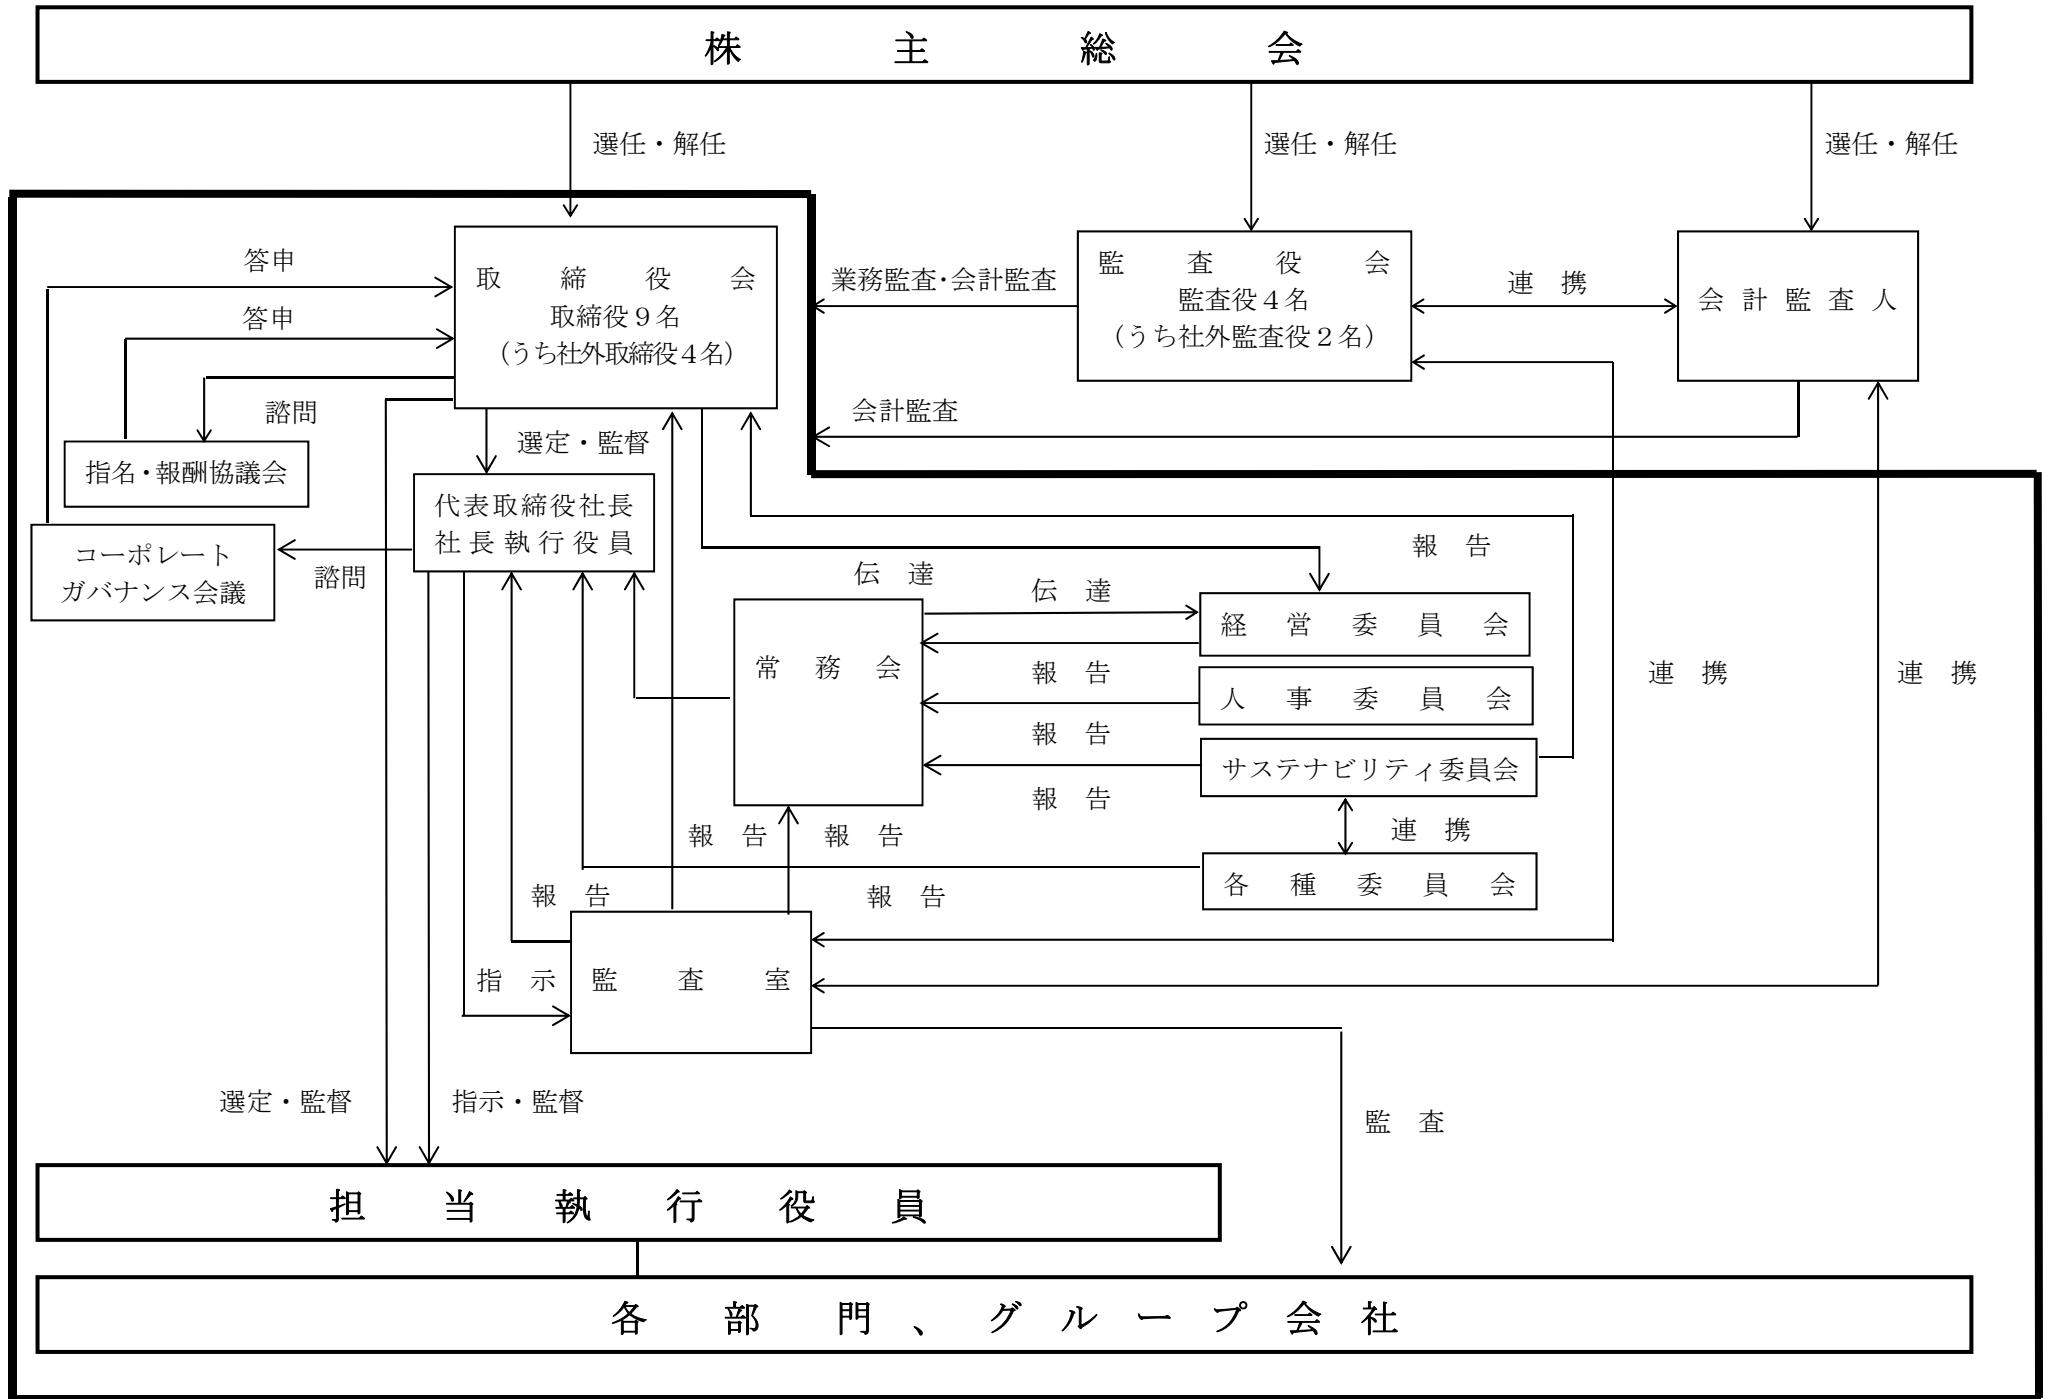 株主総会
選任・解任
選任・解任
選任・解任
取締役会
取締役９名
（うち社外取締役４名）
監査役会
監査役４名
（うち社外監査役２名）
会計監査人
答申
答申
業務監査・会計監査
連携
会計監査
諮問
選定・監督
指名・報酬協議会
代表取締役社長
社長執行役員
コーポレート
ガバナンス会議
諮問
報告
伝達
伝達
経営委員会
常務会
報告
人事委員会
報告
サステナビリティ委員会
報告
連携
連携
連携
報告
報告
各種委員会
報告
報告
監査室
指示
選定・監督
指示・監督
監査
担当執行役員
各部門、グループ会社